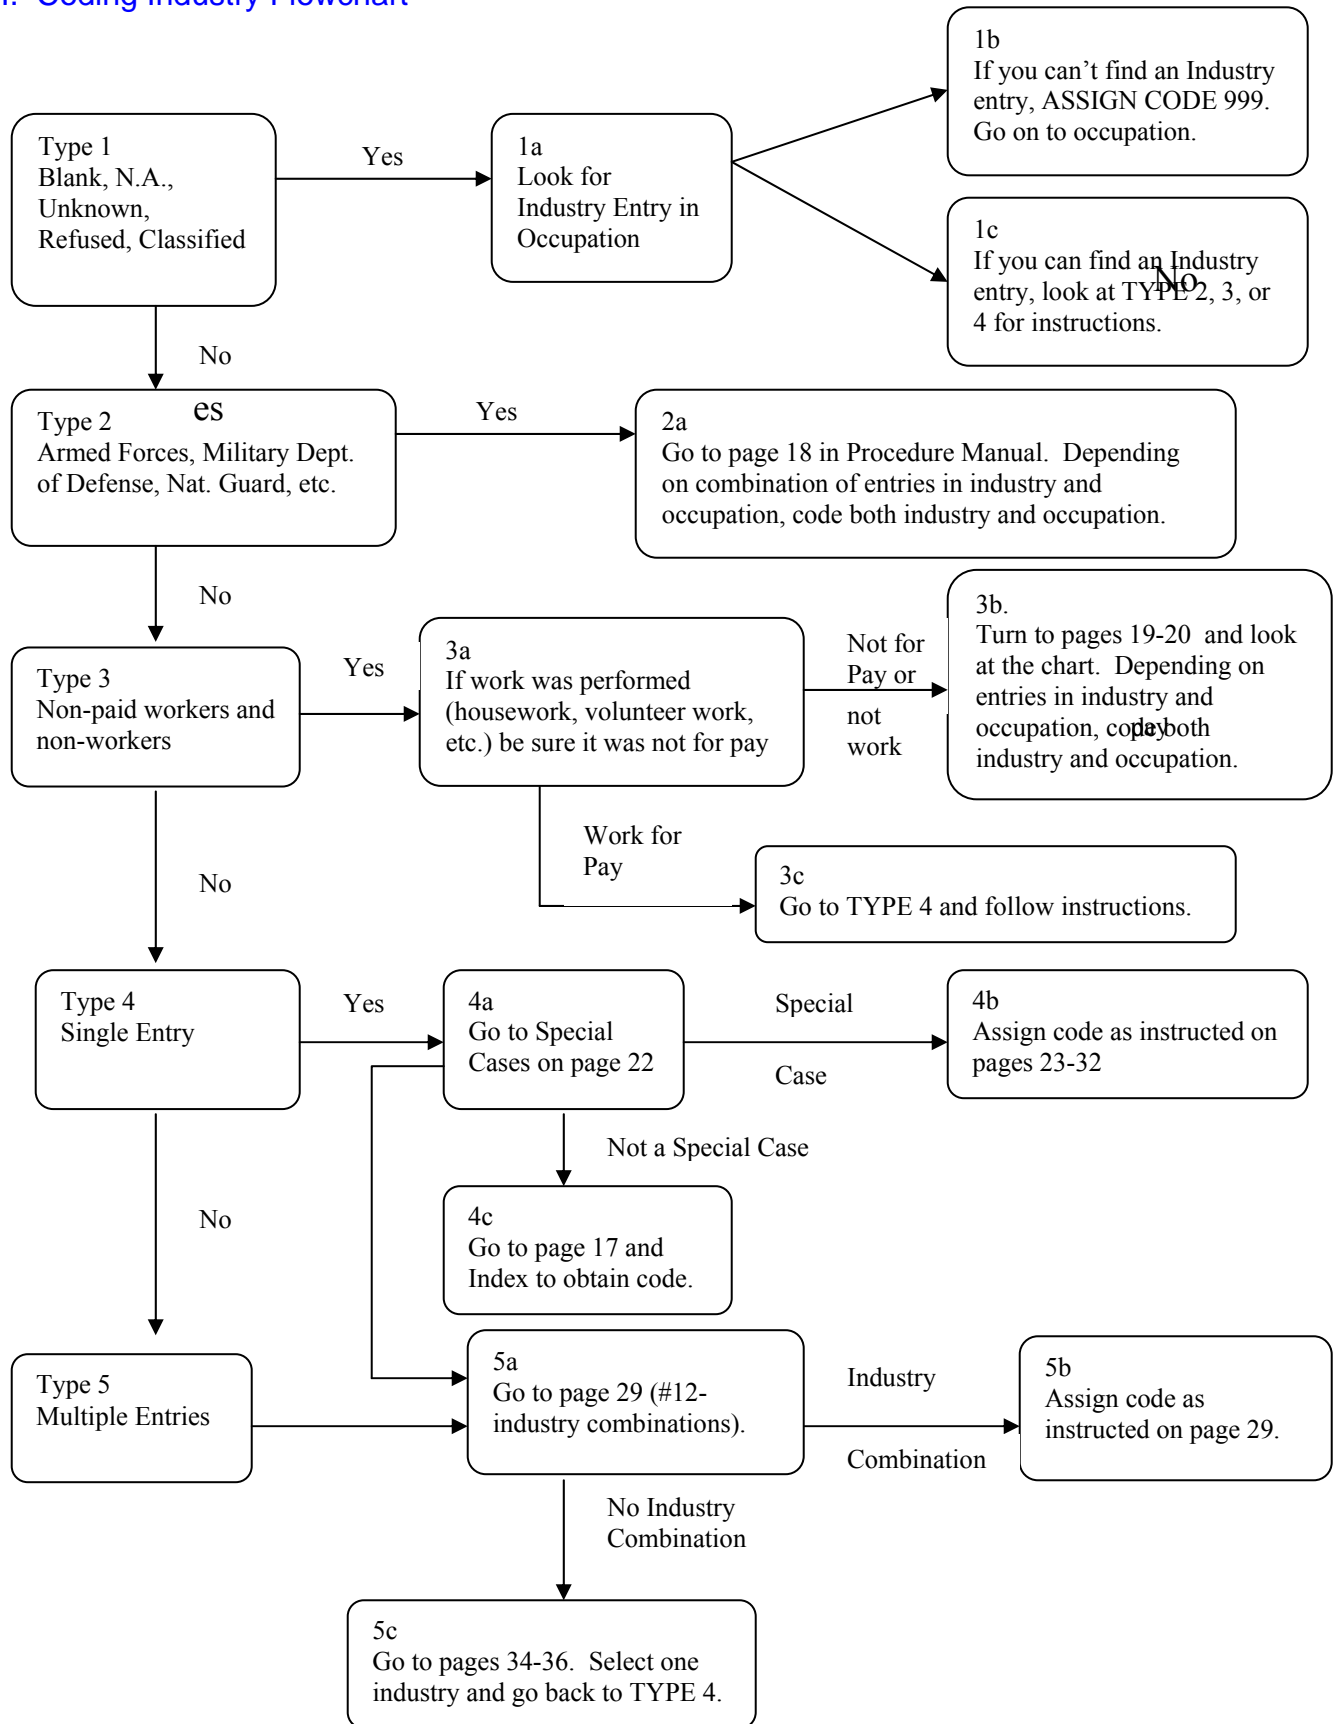 Coding Industry Flowchart
1b
If you can't find an Industry
entry, ASSIGN CODE 999.
Go on to occupation.
Type 1
Blank, N.A.,
Unknown,
Refused, Classified
Yes
1a
Look for
Industry Entry in
Occupation
1c
If you can find an Industry
entry, look at TYPE 2, 3, or
4 for instructions.
No
No
Type 2
es
Armed Forces, Military Dept.
of Defense, Nat. Guard, etc.
Yes
2a
Go to page 18 in Procedure Manual.  Depending
on combination of entries in industry and
occupation, code both industry and occupation.
No
Type 3
Non-paid workers and
non-workers
Yes
3a
If work was performed
(housework, volunteer work,
etc.) be sure it was not for pay
Not for
Pay or
not
work
3b.
Turn to pages 19-20  and look
at the chart.  Depending on
entries in industry and
occupation, code both
pay
industry and occupation.
Work for
Pay
No
3c
Go to TYPE 4 and follow instructions.
Type 4
Single Entry
Yes
4a
Go to Special
Cases on page 22
Special
Case
4b
Assign code as instructed on
pages 23-32
Not a Special Case
No
4c
Go to page 17 and
Index to obtain code.
Type 5
Multiple Entries
5a
Go to page 29 (#12-
industry combinations).
Industry
Combination
5b
Assign code as
instructed on page 29.
No Industry
Combination
5c
Go to pages 34-36.  Select one
industry and go back to TYPE 4.